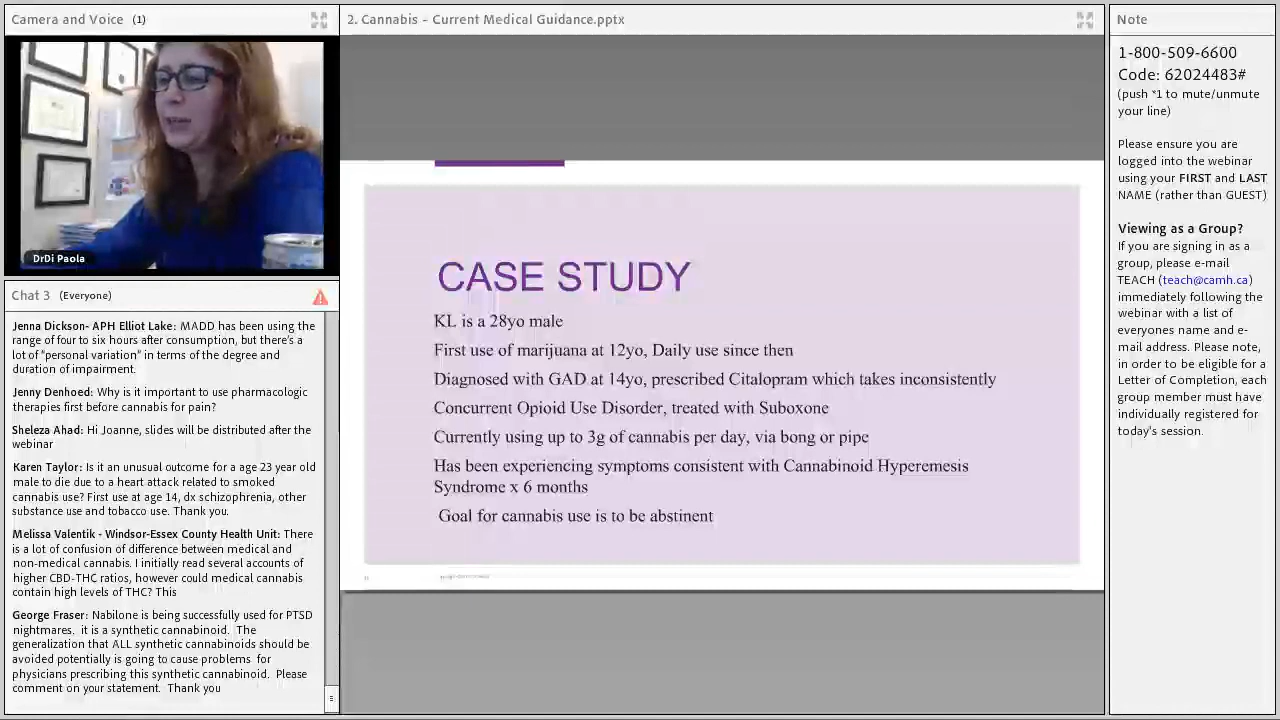 Camera and Voice (1)
DrDi Paola
Chat 3 (Everyone)
Jenna Dickson- APH Elliot Lake: MADD has been using the
range of four to six hours after consumption, but there's a
lot of "personal variation" in terms of the degree and
duration of impairment.
Jenny Denhoed: Why is it important to use pharmacologic
therapies first before cannabis for pain?
Sheleza Ahad: Hi Joanne, slides will be distributed after the
webinar
Karen Taylor: Is it an unusual outcome for a age 23 year old
male to die due to a heart attack related to smoked
cannabis use? First use at age 14, dx schizophrenia, other
substance use and tobacco use. Thank you.
Melissa Valentik - Windsor-Essex County Health Unit: There
is a lot of confusion of difference between medical and
non-medical cannabis. I initially read several accounts of
higher CBD-THC ratios, however could medical cannabis
contain high levels of THC? This
George Fraser: Nabilone is being successfully used for PTSD
nightmares. it is a synthetic cannabinoid. The
generalization that ALL synthetic cannabinoids should be
avoided potentially is going to cause problems for
physicians prescribing this synthetic cannabinoid. Please
comment on your statement. Thank you
2. Cannabis - Current Medical Guidance.pptx
CASE STUDY
KL is a 28yo male
First use of marijuana at 12yo, Daily use since then
Diagnosed with GAD at 14yo, prescribed Citalopram which takes inconsistently
Concurrent Opioid Use Disorder, treated with Suboxone
Currently using up to 3g of cannabis per day, via bong or pipe
Has been experiencing symptoms consistent with Cannabinoid Hyperemesis
Syndrome x 6 months
Goal for cannabis use is to be abstinent
Note
1-800-509-6600
Code: 62024483#
(push *1 to mute/unmute
your line)
Please ensure you are
logged into the webinar
using your FIRST and LAST
NAME (rather than GUEST)
Viewing as a Group?
If you are signing in as a
group, please e-mail
TEACH (teach@camh.ca)
immediately following the
webinar with a list of
everyones name and e-
mail address. Please note,
in order to be eligible for a
Letter of Completion, each
group member must have
individually registered for
today's session.